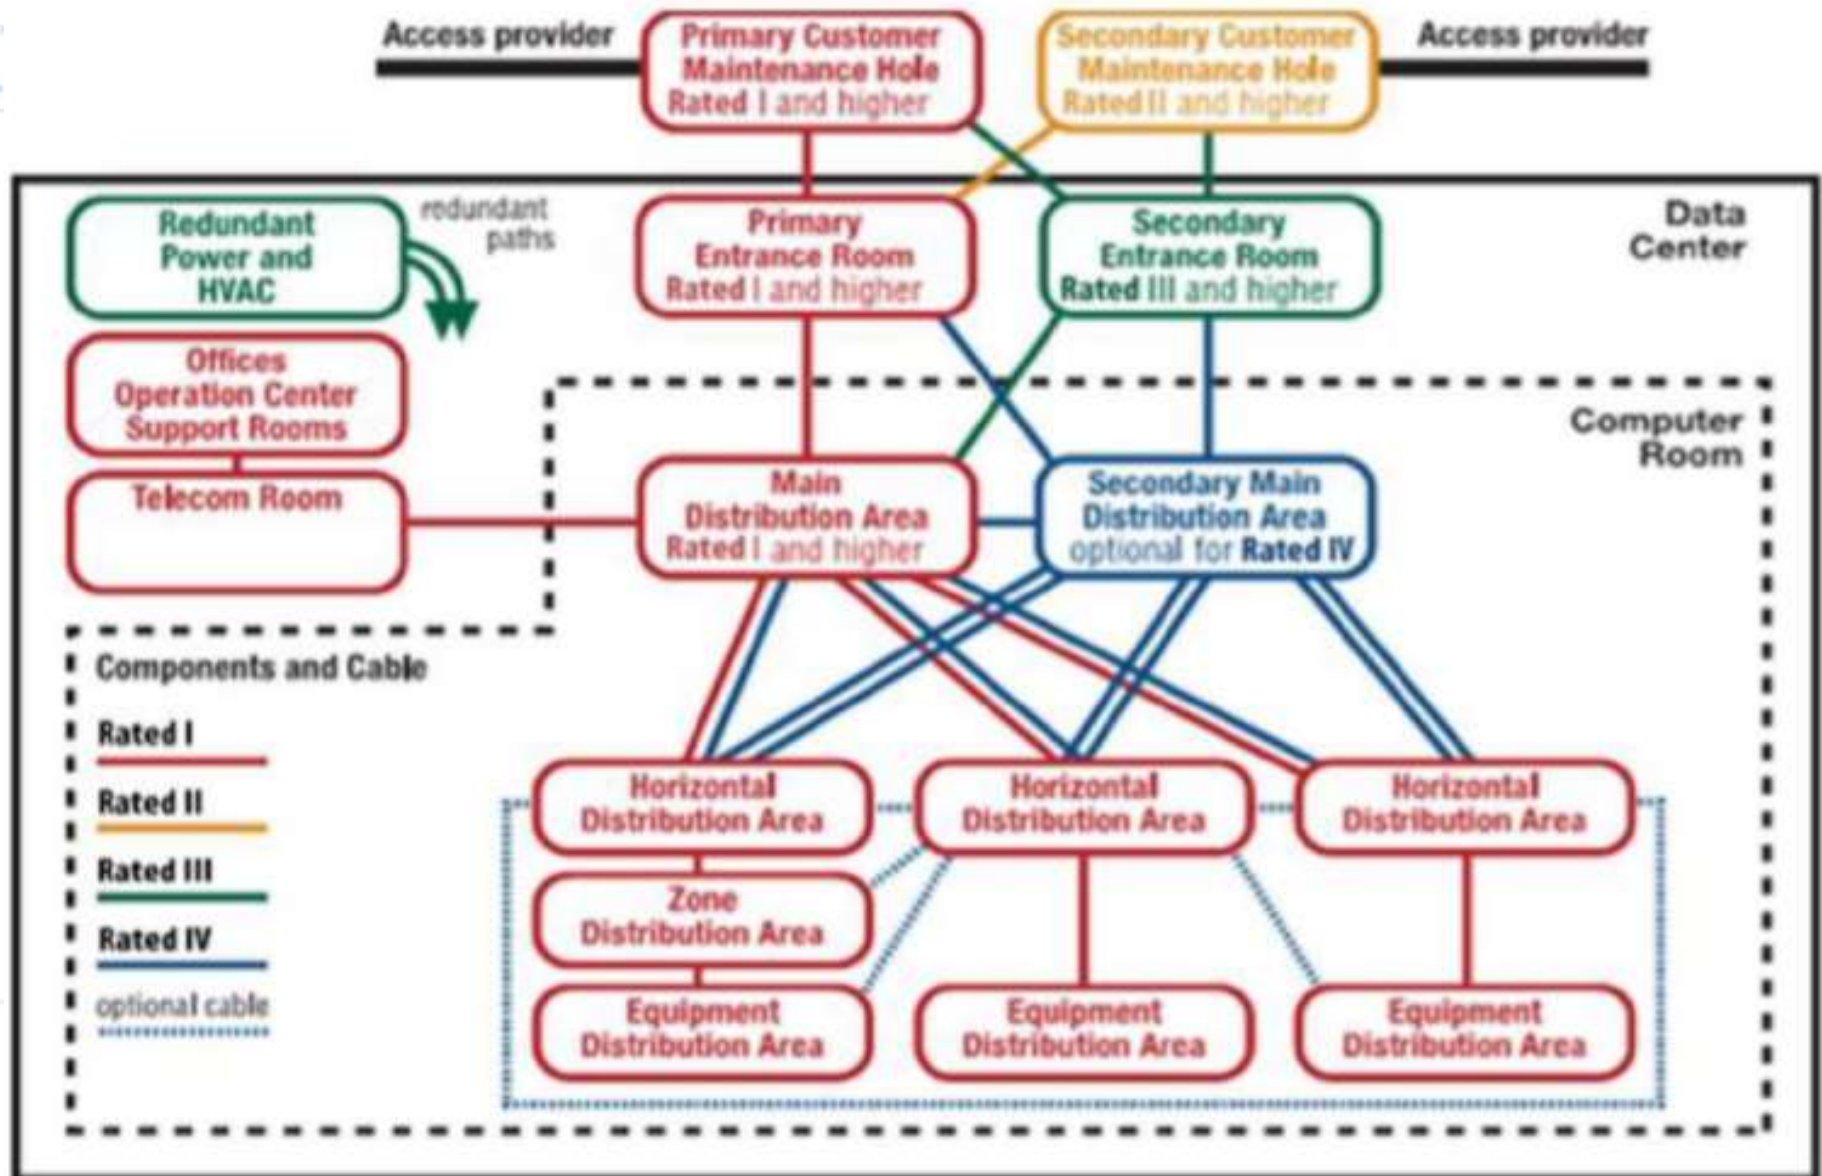 Access provider
Primary Customer
Maintenance Hole
Rated I and higher
Secondary Customer
Maintenance Hole
Rated II and higher
Access provider
Redundant
Power and
HVAC
redundant
paths
Primary
Entrance Room
Rated I and higher
Secondary
Entrance Room
Rated III and higher
Data
Center
Offices
Operation Center
Support Rooms
Computer
Room
Telecom Room
Main
Distribution Area
Rated I and higher
Secondary Main
Distribution Area
optional for Rated IV
Components and Cable
Rated I
Rated II
Rated III
Rated IV
optional cable
Horizontal
Distribution Area
Horizontal
Distribution Area
Horizontal
Distribution Area
Zone
Distribution Area
Equipment
Distribution Area
Equipment
Distribution Area
Equipment
Distribution Area